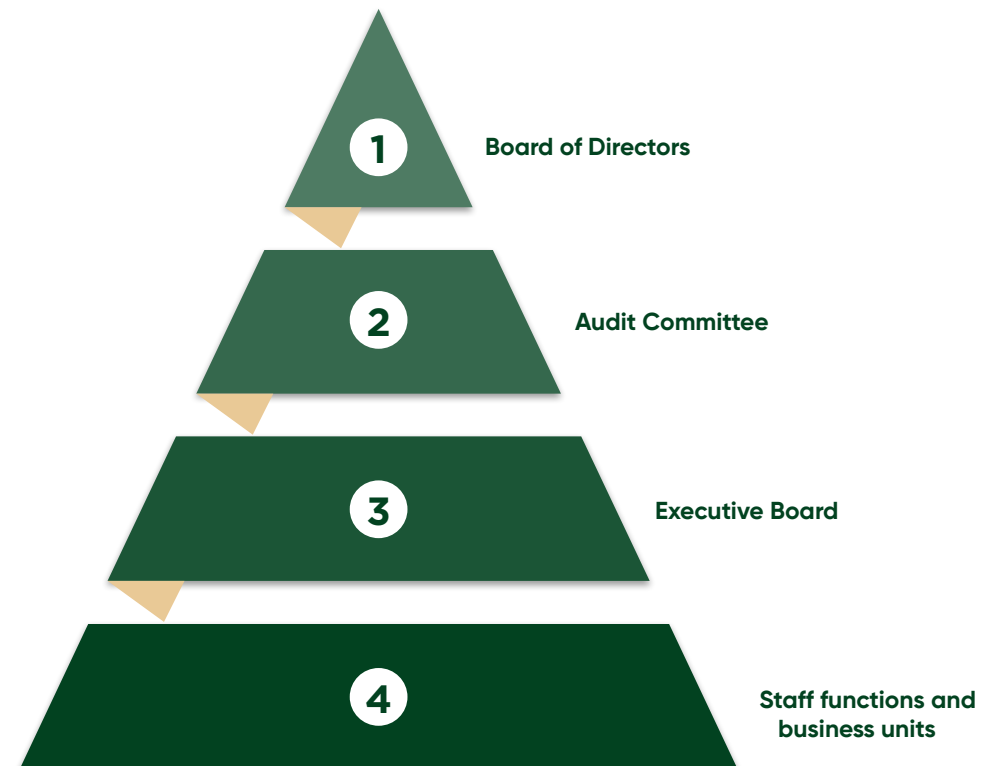 1
Board of Directors
2
Audit Committee
3
Executive Board
4
Staff functions and
business units